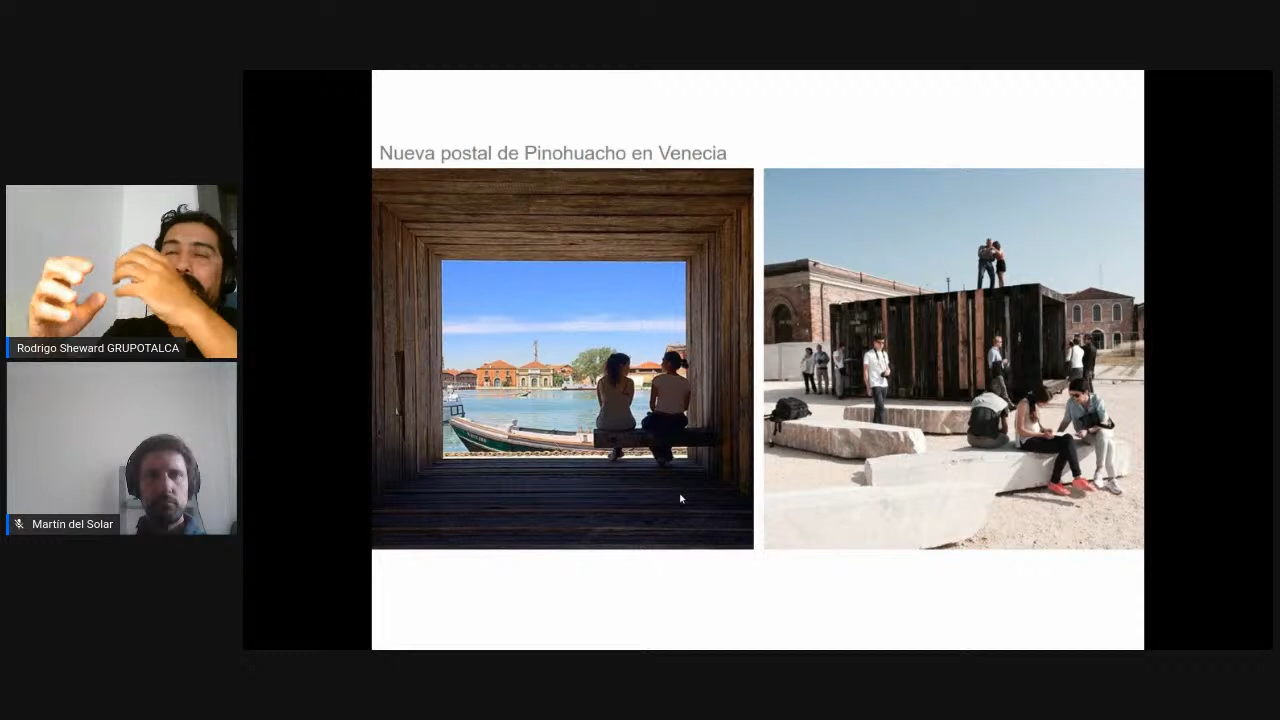 Nueva postal de Pinohuacho en Venecia
Rodrigo Sheward GRUPOTALCA
Martín del Solar